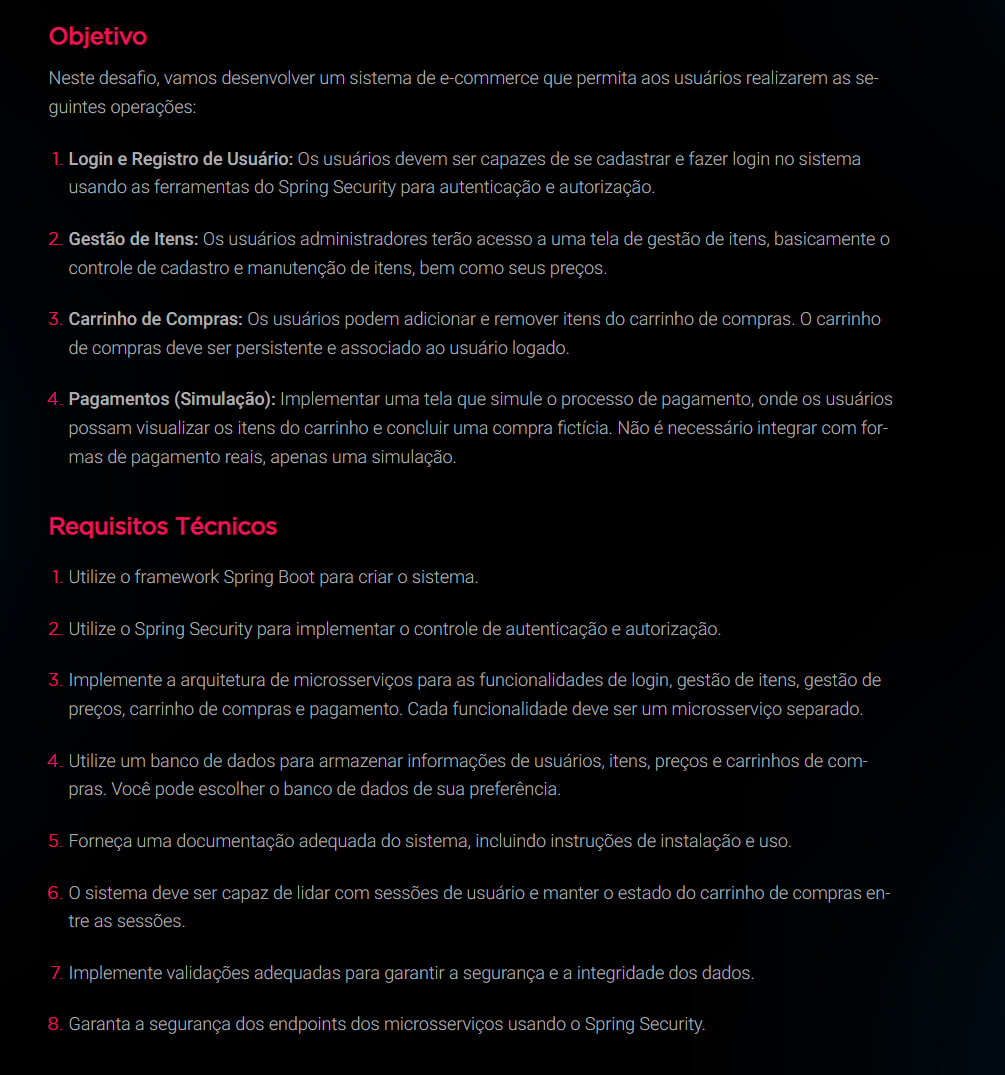 Objetivo
Neste desafio, vamos desenvolver um sistema de e-commerce que permita aos usuários realizarem as se-
guintes operações:
1. Login e Registro de Usuário: Os usuários devem ser capazes de se cadastrar e fazer login no sistema
usando as ferramentas do Spring Security para autenticação e autorização.
2. Gestão de Itens: Os usuários administradores terão acesso a uma tela de gestão de itens, basicamente o
controle de cadastro e manutenção de itens, bem como seus preços.
3. Carrinho de Compras: Os usuários podem adicionar e remover itens do carrinho de compras. O carrinho
de compras deve ser persistente e associado ao usuário logado.
4. Pagamentos (Simulação): Implementar uma tela que simule o processo de pagamento, onde os usuários
possam visualizar os itens do carrinho e concluir uma compra fictícia. Não é necessário integrar com for-
mas de pagamento reais, apenas uma simulação.
Requisitos Técnicos
1. Utilize o framework Spring Boot para criar o sistema.
2. Utilize o Spring Security para implementar o controle de autenticação e autorização.
3. Implemente a arquitetura de microsserviços para as funcionalidades de login, gestão de itens, gestão de
preços, carrinho de compras e pagamento. Cada funcionalidade deve ser um microsserviço separado.
4. Utilize um banco de dados para armazenar informações de usuários, itens, preços e carrinhos de com-
pras. Você pode escolher o banco de dados de sua preferência.
5. Forneça uma documentação adequada do sistema, incluindo instruções de instalação e uso.
6. O sistema deve ser capaz de lidar com sessões de usuário e manter o estado do carrinho de compras en-
tre as sessões.
7. Implemente validações adequadas para garantir a segurança e a integridade dos dados.
8. Garanta a segurança dos endpoints dos microsserviços usando o Spring Security.